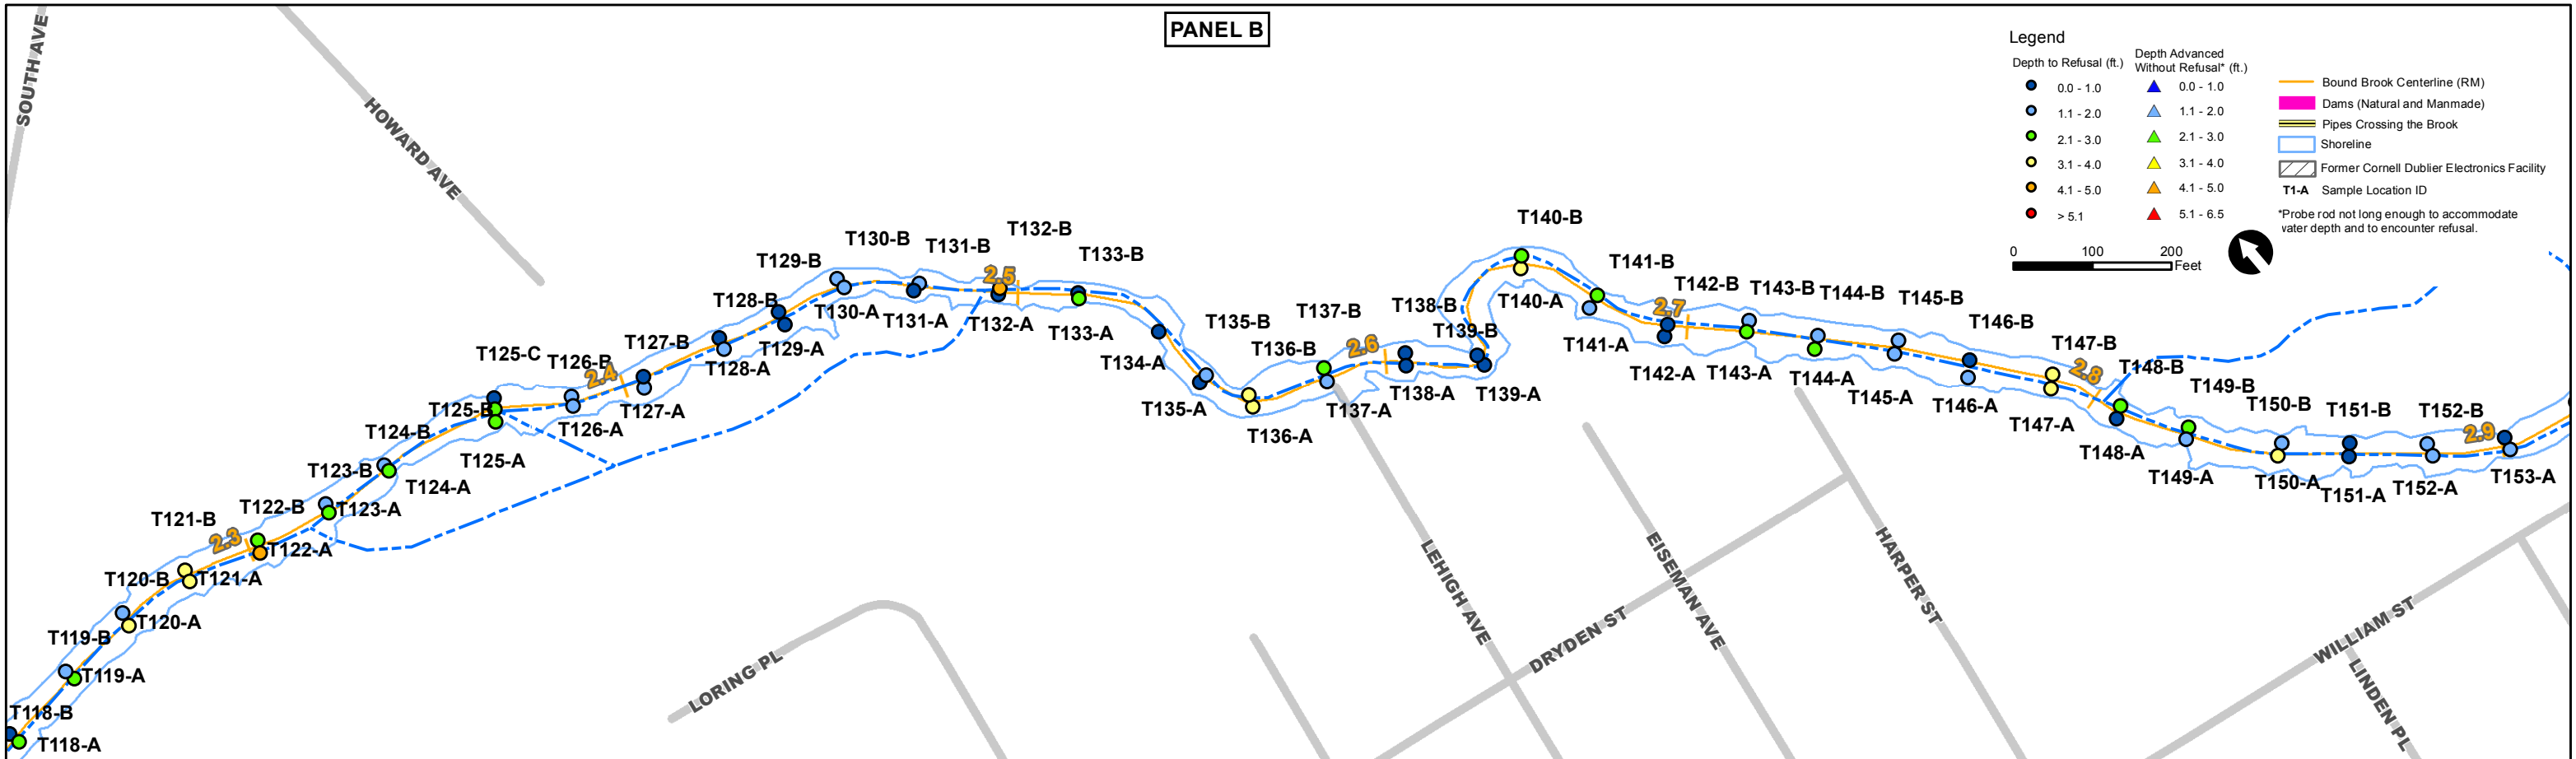 PANEL B
Legend
Depth to Refusal (ft.)
0.0 - 1.0
1.1 - 2.0
2.1 - 3.0
3.1 - 4.0
4.1 - 5.0
> 5.1
Depth Advanced
Without Refusal* (ft.)
0.0 - 1.0
1.1 - 2.0
2.1 - 3.0
3.1 - 4.0
4.1 - 5.0
5.1 - 6.5
Bound Brook Centerline (RM)
Dams (Natural and Manmade)
Pipes Crossing the Brook
Shoreline
Former Cornell Dublier Electronics Facility
T1-A Sample Location ID
*Probe rod not long enough to accommodate
vater depth and to encounter refusal.
0 100 200
Feet
SOUTH AVE
HOWARD AVE
LORING PL
LEHIGH AVE
DRYDEN ST
EISEMAN AVE
HARPER ST
WILLIAM ST
LINDEN PL
T118-B
T118-A
T119-B
T119-A
T120-B
T120-A
T121-B
T121-A
2.3
T122-B
T122-A
T123-B
T123-A
T124-B
T124-A
T125-C
T125-B
T125-A
T126-B
T126-A
2.4
T127-B
T127-A
T128-B
T128-A
T129-B
T129-A
T130-B
T130-A
T131-B
T131-A
2.5
T132-B
T132-A
T133-B
T133-A
T134-A
T135-B
T135-A
T136-B
T136-A
T137-B
T137-A
2.6
T138-B
T138-A
T139-B
T139-A
T140-B
T140-A
T141-B
T141-A
2.7
T142-B
T142-A
T143-B
T143-A
T144-B
T144-A
T145-B
T145-A
T146-B
T146-A
T147-B
T147-A
2.8
T148-B
T148-A
T149-B
T149-A
T150-B
T150-A
T151-B
T151-A
T152-B
T152-A
2.9
T153-A